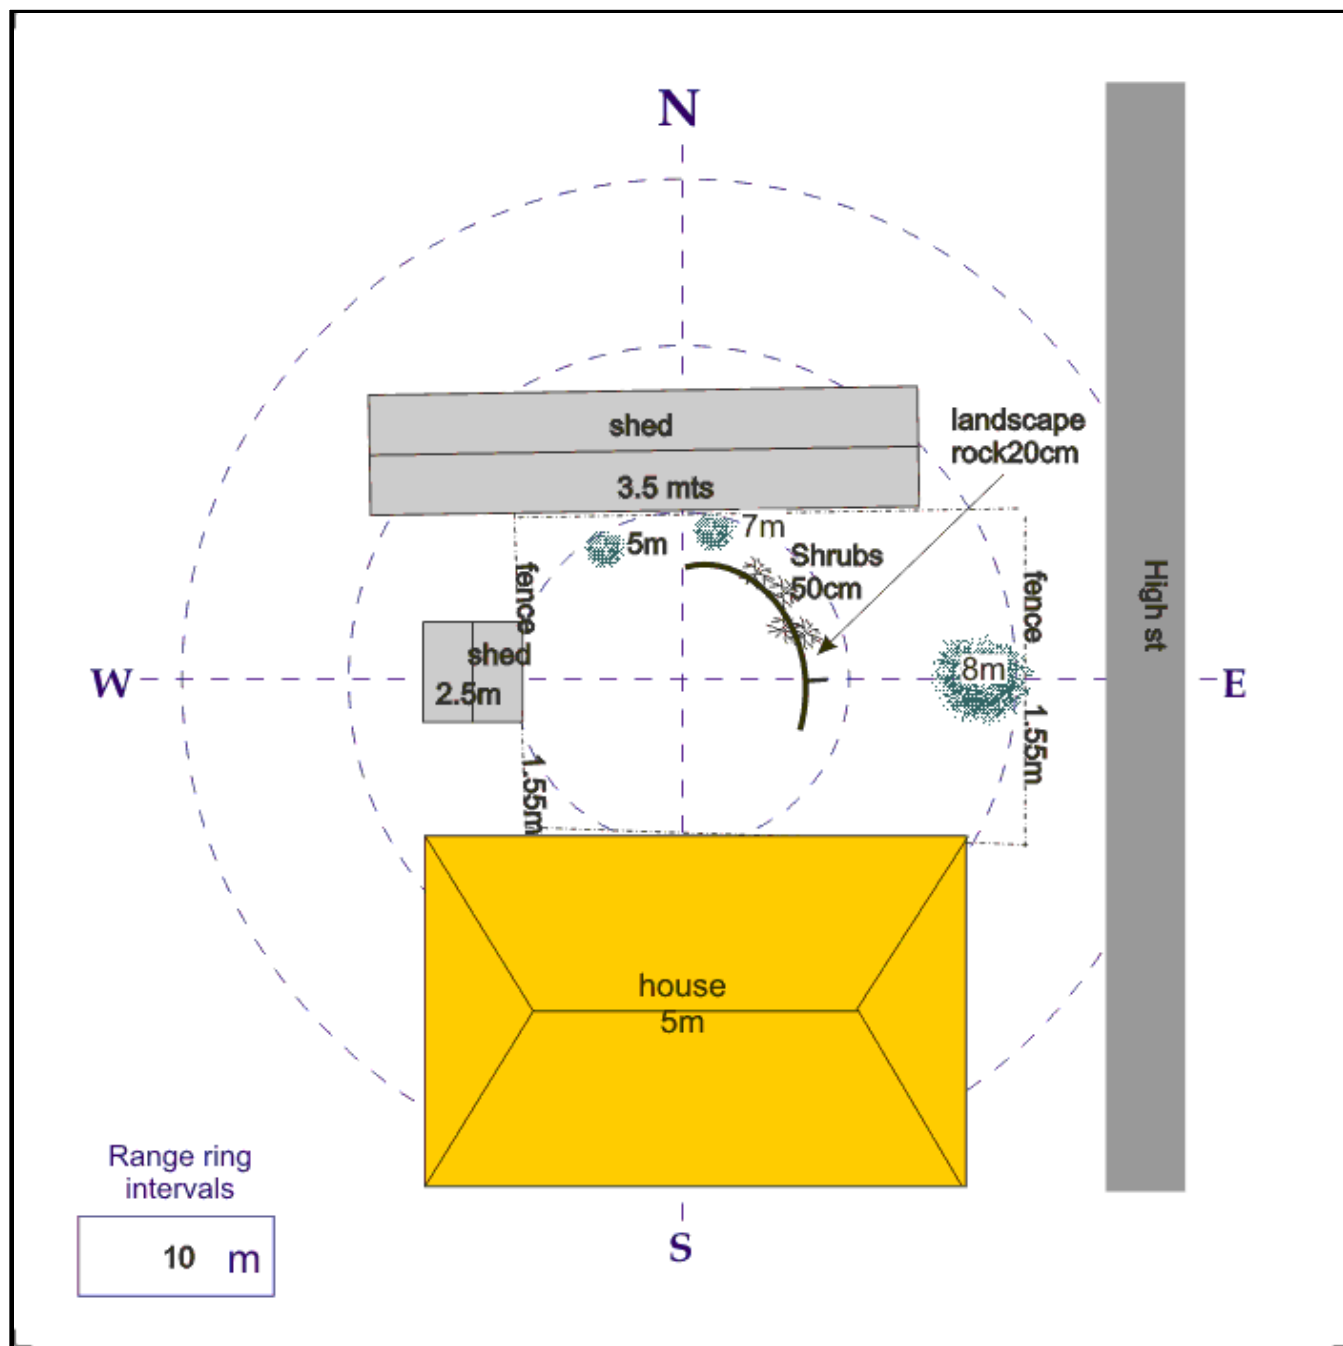 N
shed
3.5 mts
landscape
rock20cm
5m
7m
Shrubs
50cm
fence
fence
High st
shed
2.5m
W
8m
E
1.55m
1.55m
house
5m
Range ring
intervals
10 m
S